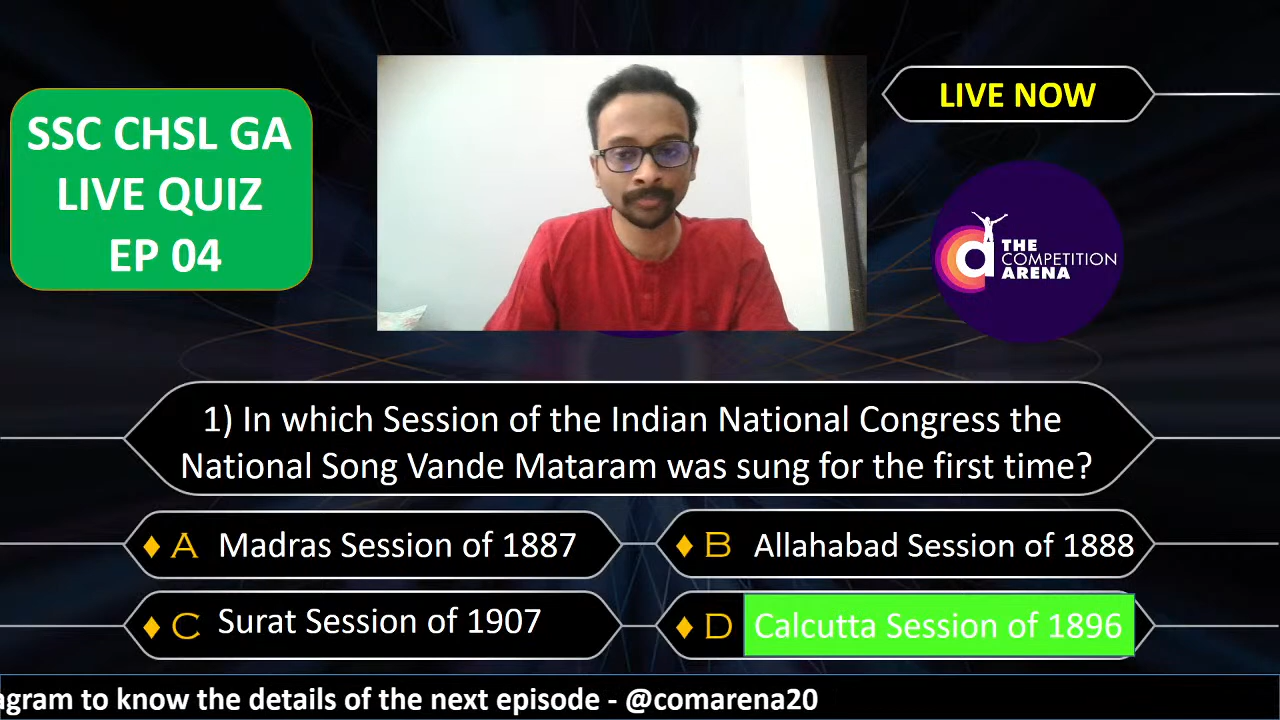 SSC CHSL GA
LIVE QUIZ
EP 04
LIVE NOW
THE
COMPETITION
ARENA
1) In which Session of the Indian National Congress the
National Song Vande Mataram was sung for the first time?
A Madras Session of 1887
B Allahabad Session of 1888
C Surat Session of 1907
D Calcutta Session of 1896
agram to know the details of the next episode - @comarena20